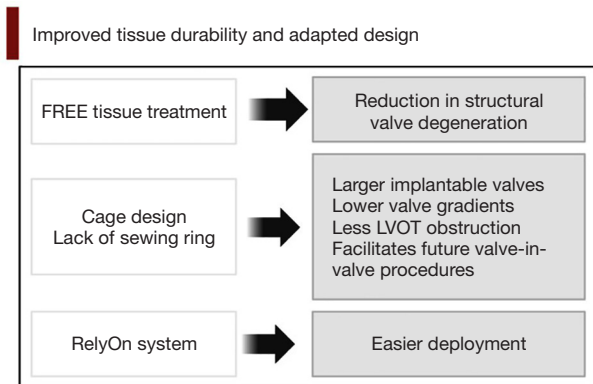 Improved tissue durability and adapted design
FREE tissue treatment
Reduction in structural
valve degeneration
Cage design
Lack of sewing ring
Larger implantable valves
Lower valve gradients
Less LVOT obstruction
Facilitates future valve-in-
valve procedures
RelyOn system
Easier deployment